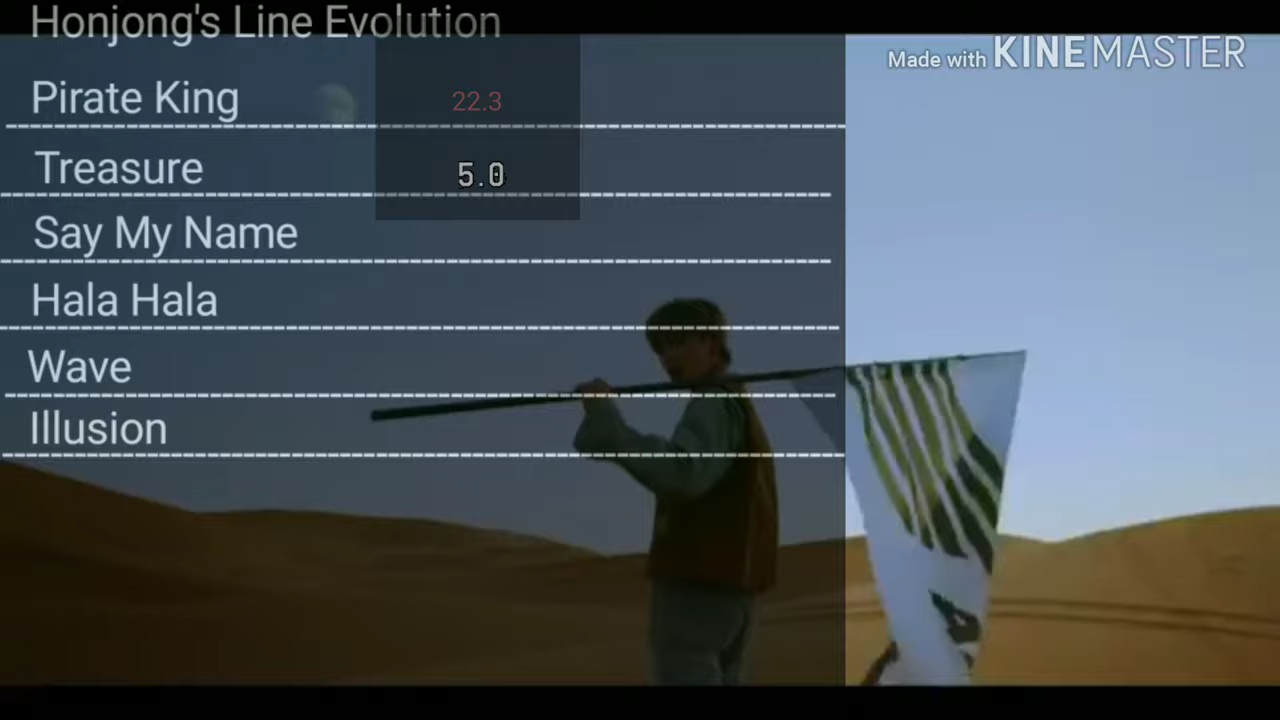 Honjong's Line Evolution
Made with KINEMASTER
Pirate King 22.3
Treasure 5.0
Say My Name
Hala Hala
Wave
Illusion